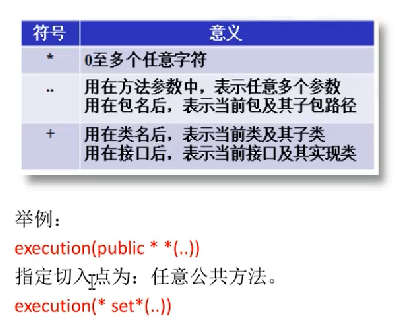 符号 意义
* 0至多个任意字符
.. 用在方法参数中，表示任意多个参数
用在包名后，表示当前包及其子包路径
+ 用在类名后，表示当前类及其子类
用在接口后，表示当前接口及其实现类
举例：
execution(public * *(..))
指定切入点为：任意公共方法。
execution(* set*(..))